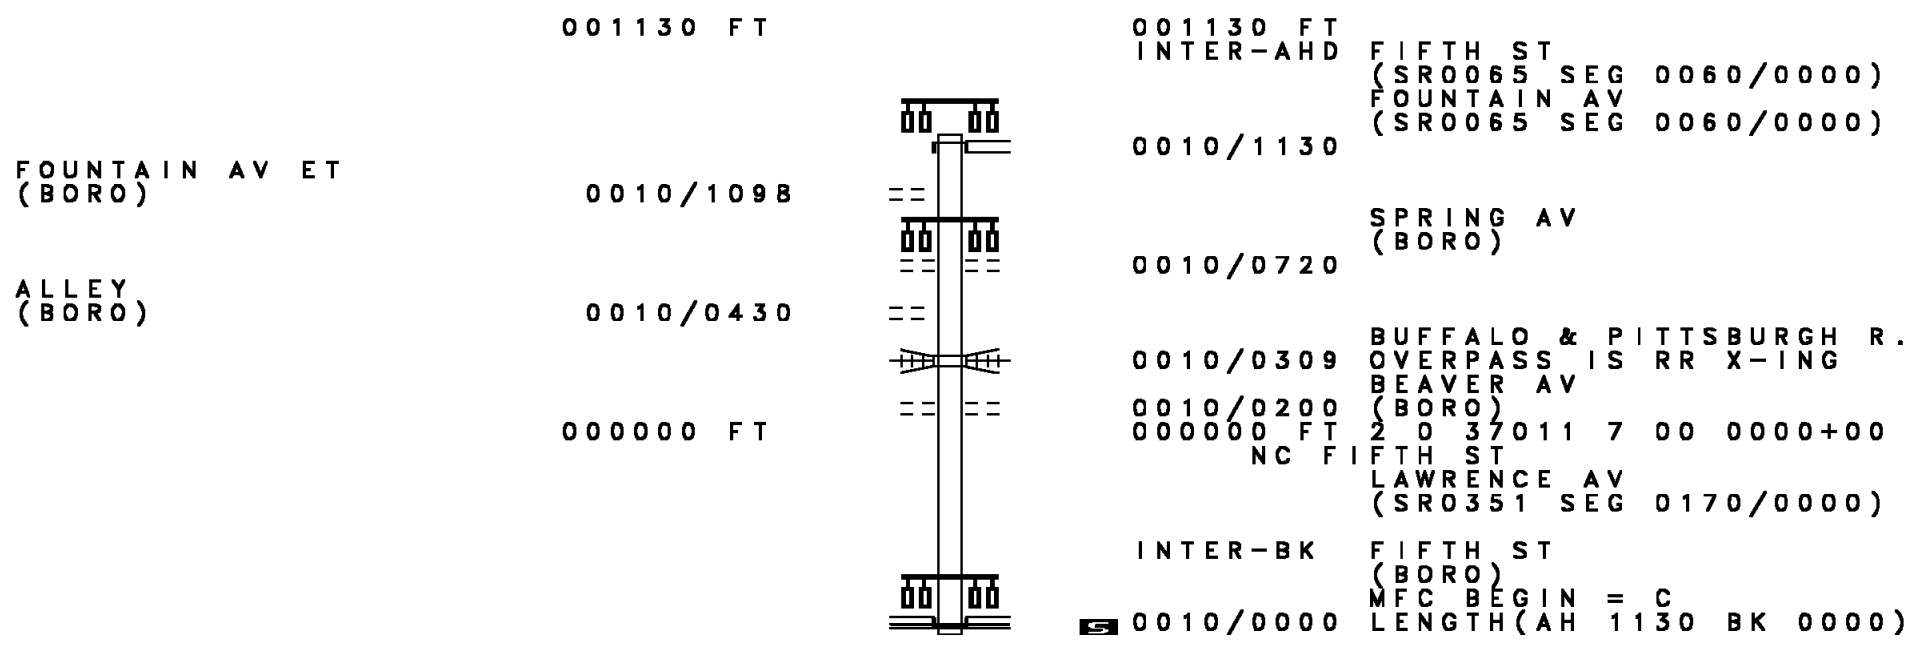 001130 FT 001130 FT
INTER-AHD FIFTH ST
(SR0065 SEG 0060/0000)
FOUNTAIN AV
(SR0065 SEG 0060/0000)
0010/1130
FOUNTAIN AV ET
(BORO) 0010/1098
SPRING AV
(BORO)
0010/0720
ALLEY
(BORO) 0010/0430
BUFFALO & PITTSBURGH R.
0010/0309 OVERPASS IS RR X-ING
BEAVER AV
0010/0200 (BORO)
000000 FT 000000 FT 2 0 37011 7 00 0000+00
NC FIFTH ST
LAWRENCE AV
(SR0351 SEG 0170/0000)
INTER-BK FIFTH ST
(BORO)
MFC BEGIN = C
S 0010/0000 LENGTH(AH 1130 BK 0000)